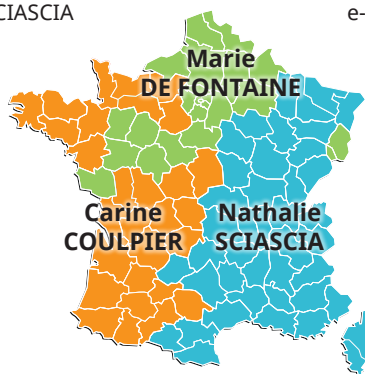 CIASCIA
e-
Marie
DE FONTAINE
Carine
COULPIER
Nathalie
SCIASCIA